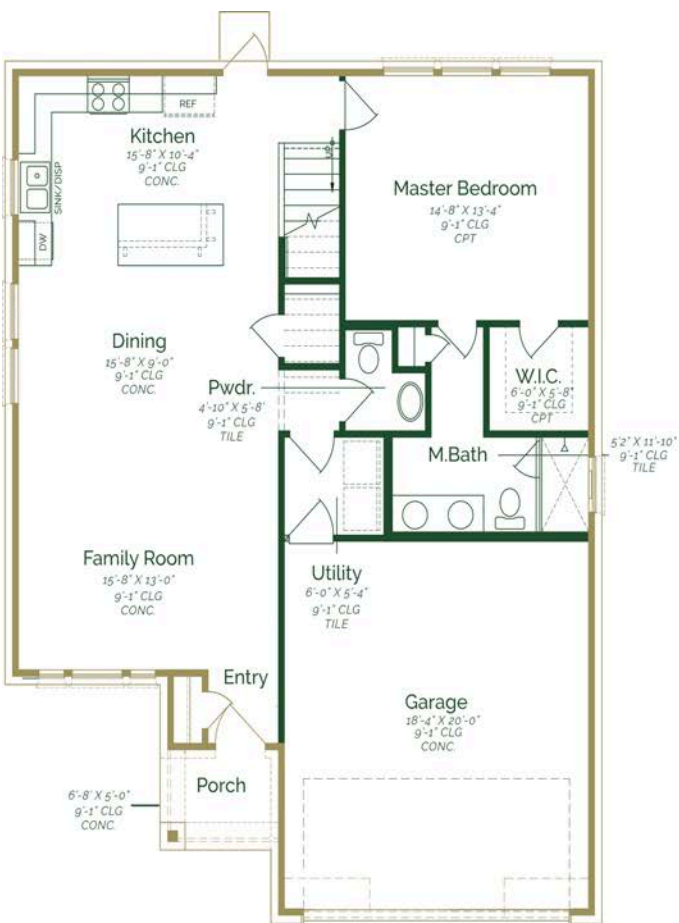 REF
Kitchen
15'-8" X 10'-4"
9'-1" CLG
CONC.
UP
SINK/DISP
DW
Master Bedroom
14'-8" X 13'-4"
9'-1" CLG
CPT
Dining
15'-8" X 9'-0"
9'-1" CLG
CONC.
Pwdr.
4'-10" X 5'-8'
9'-1" CLG
TILE
W.I.C.
6'-0" X 5'-8"
9'-1" CLG
CPT
M.Bath
5'2" X 11'-10"
9'-1" CLG
TILE
Family Room
15'-8" X 13'-0"
9'-1" CLG
CONC.
Utility
6'-0" X 5'-4"
9'-1" CLG
TILE
Entry
Garage
18'-4" X 20'-0"
9'-1" CLG
CONC.
Porch
6'-8' X 5'-0"
9'-1" CLG
CONC.